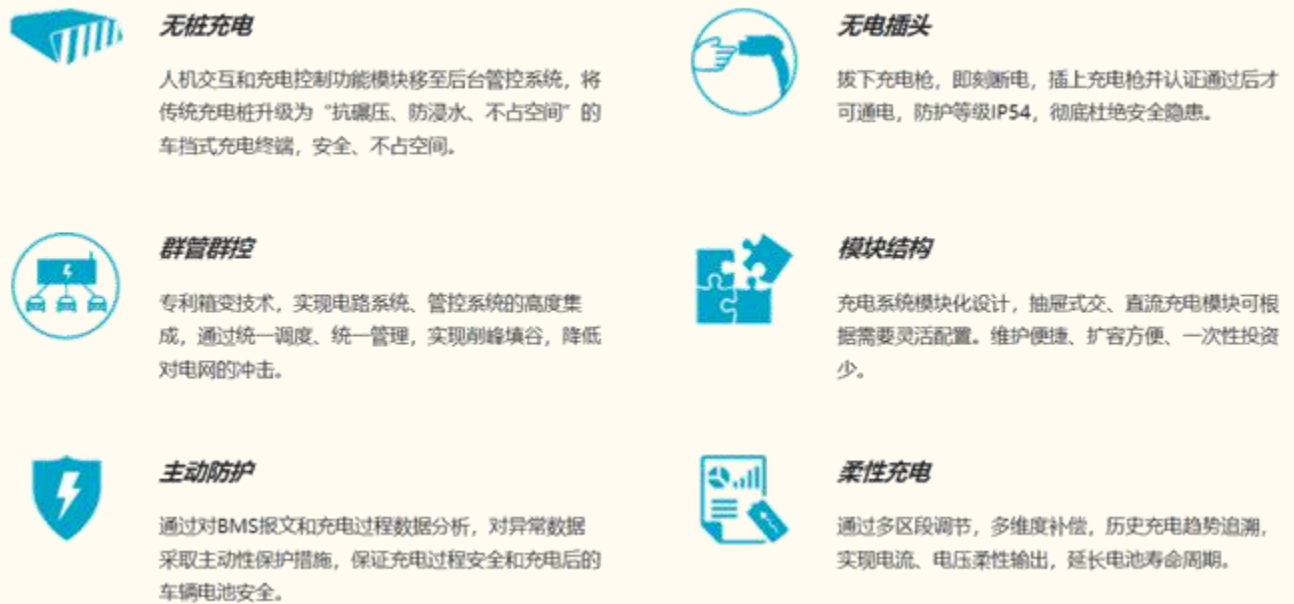 无桩充电
人机交互和充电控制功能模块移至后台管控系统，将
传统充电桩升级为“抗碾压、防浸水、不占空间”的
车挡式充电终端，安全、不占空间。
无电插头
拔下充电枪，即刻断电，插上充电枪并认证通过后才
可通电，防护等级IP54，彻底杜绝安全隐患。
群管群控
专利箱变技术，实现电路系统、管控系统的高度集
成，通过统一调度、统一管理，实现削峰填谷，降低
对电网的冲击。
模块结构
充电系统模块化设计，抽屉式交、直流充电模块可根
据需要灵活配置。维护便捷、扩容方便、一次性投资
少。
主动防护
通过对BMS报文和充电过程数据分析，对异常数据
采取主动性保护措施，保证充电过程安全和充电后的
车辆电池安全。
柔性充电
通过多区段调节，多维度补偿，历史充电趋势追溯，
实现电流、电压柔性输出，延长电池寿命周期。